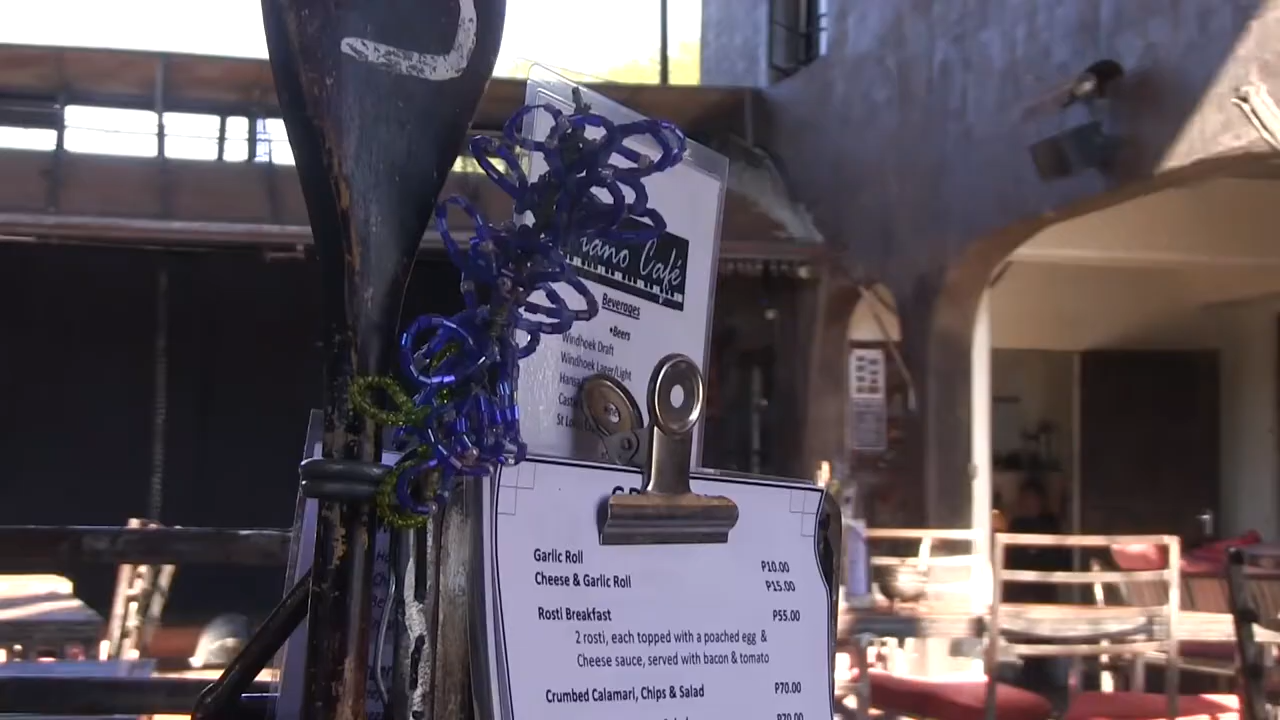 Café
Beverages
•Beers
Windhoek Draft
Windhoek Lager/Light
Garlic Roll P10.00
Cheese & Garlic Roll P15.00
Rosti Breakfast P55.00
2 rosti, each topped with a poached egg &
Cheese sauce, served with bacon & tomato
Crumbed Calamari, Chips & Salad P70.00
P70.00